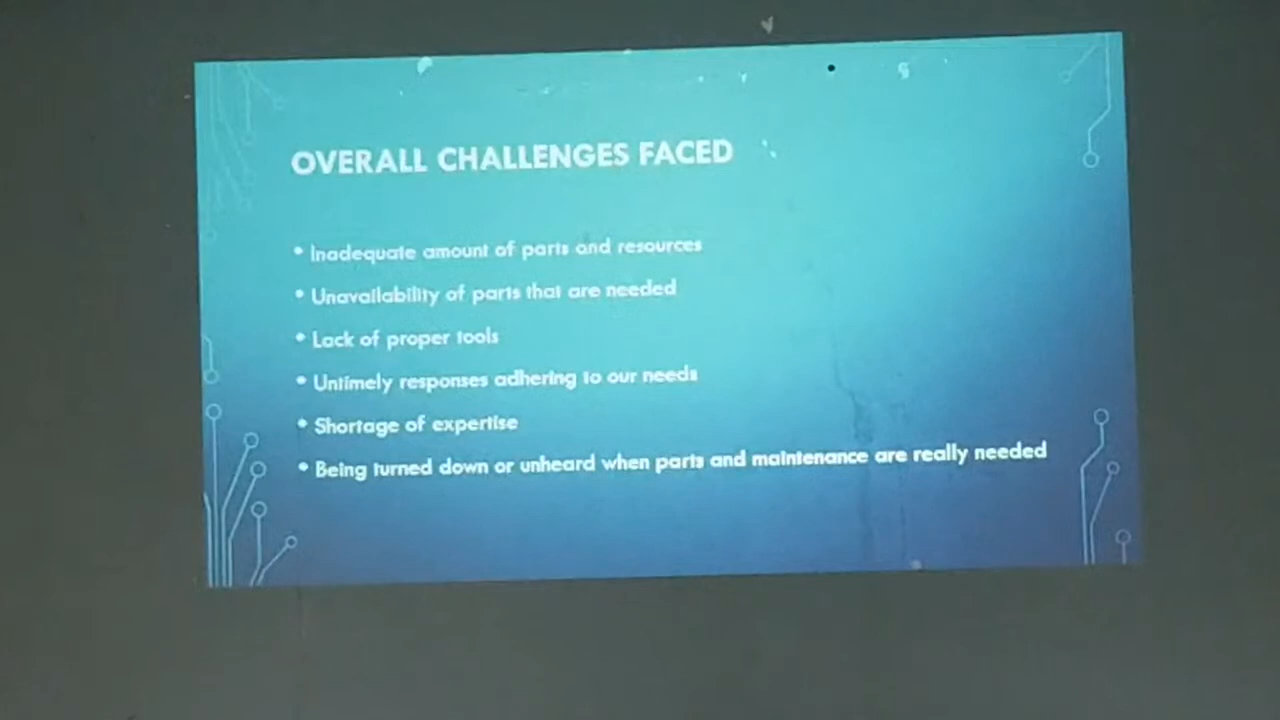 OVERALL CHALLENGES FACED
• Inadequate amount of parts and resources
• Unavailability of parts that are needed
• Lack of proper tools
• Untimely responses adhering to our needs
• Shortage of expertise
• Being turned down or unheard when parts and maintenance are really needed